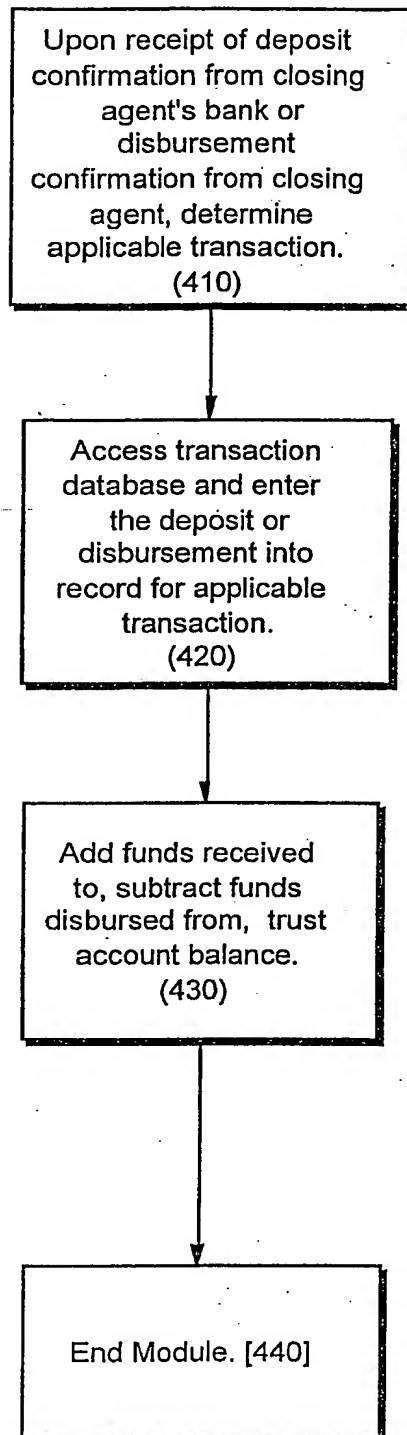 Upon receipt of deposit
confirmation from closing
agent's bank or
disbursement
confirmation from closing
agent, determine
applicable transaction.
(410)
Access transaction
database and enter
the deposit or
disbursement into
record for applicable
transaction.
(420)
Add funds received
to, subtract funds
disbursed from, trust
account balance.
(430)
End Module. [440]